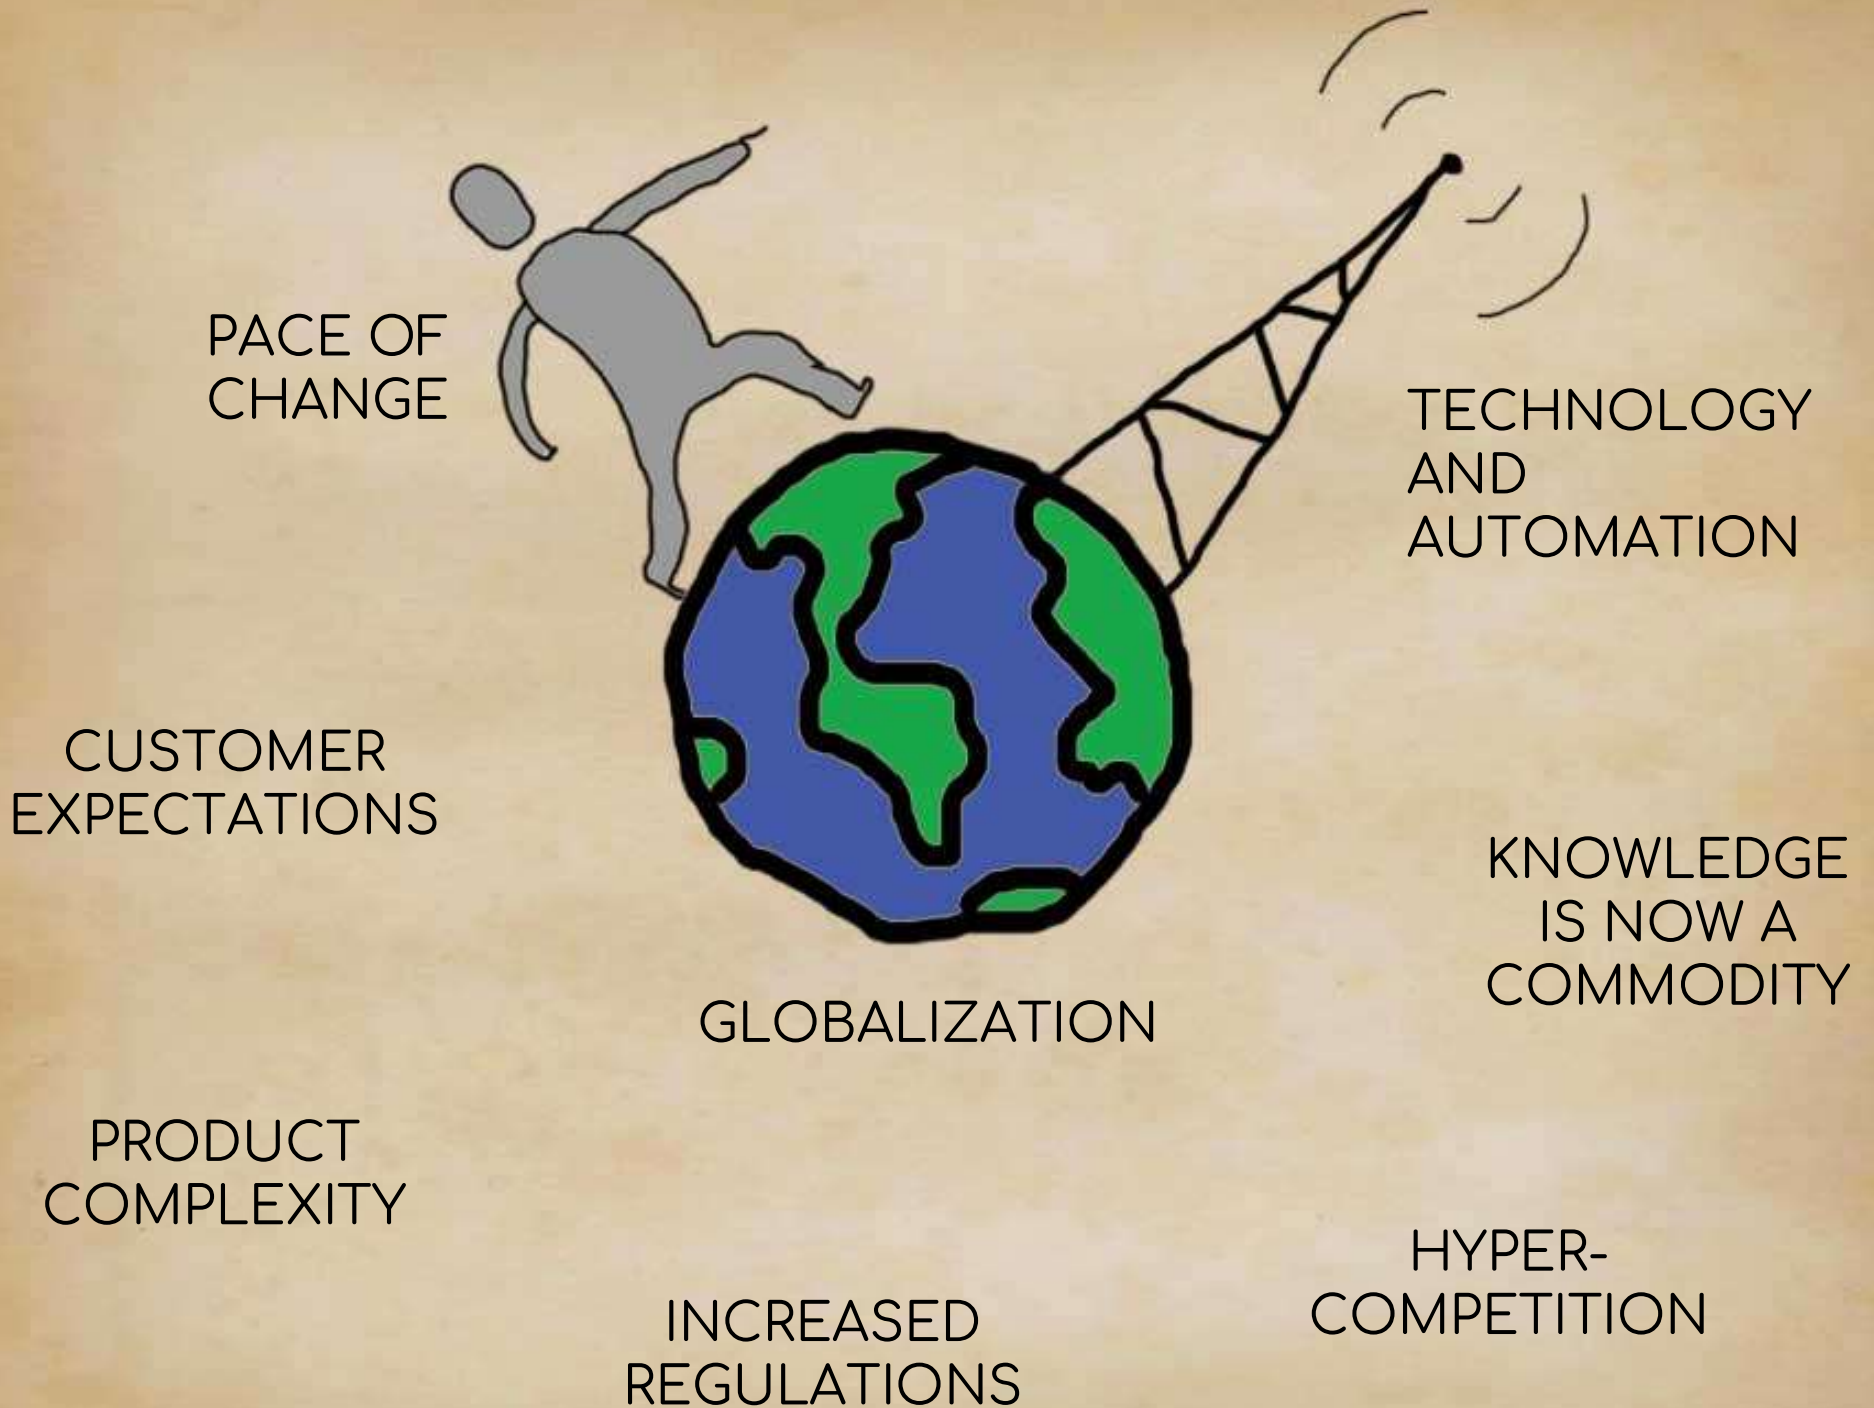 PACE OF
CHANGE
TECHNOLOGY
AND
AUTOMATION
CUSTOMER
EXPECTATIONS
KNOWLEDGE
IS NOW A
COMMODITY
GLOBALIZATION
PRODUCT
COMPLEXITY
HYPER-
COMPETITION
INCREASED
REGULATIONS